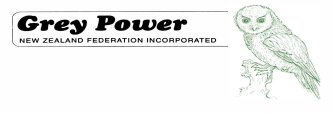 Grey Power
NEW ZEALAND FEDERATION INCORPORATED